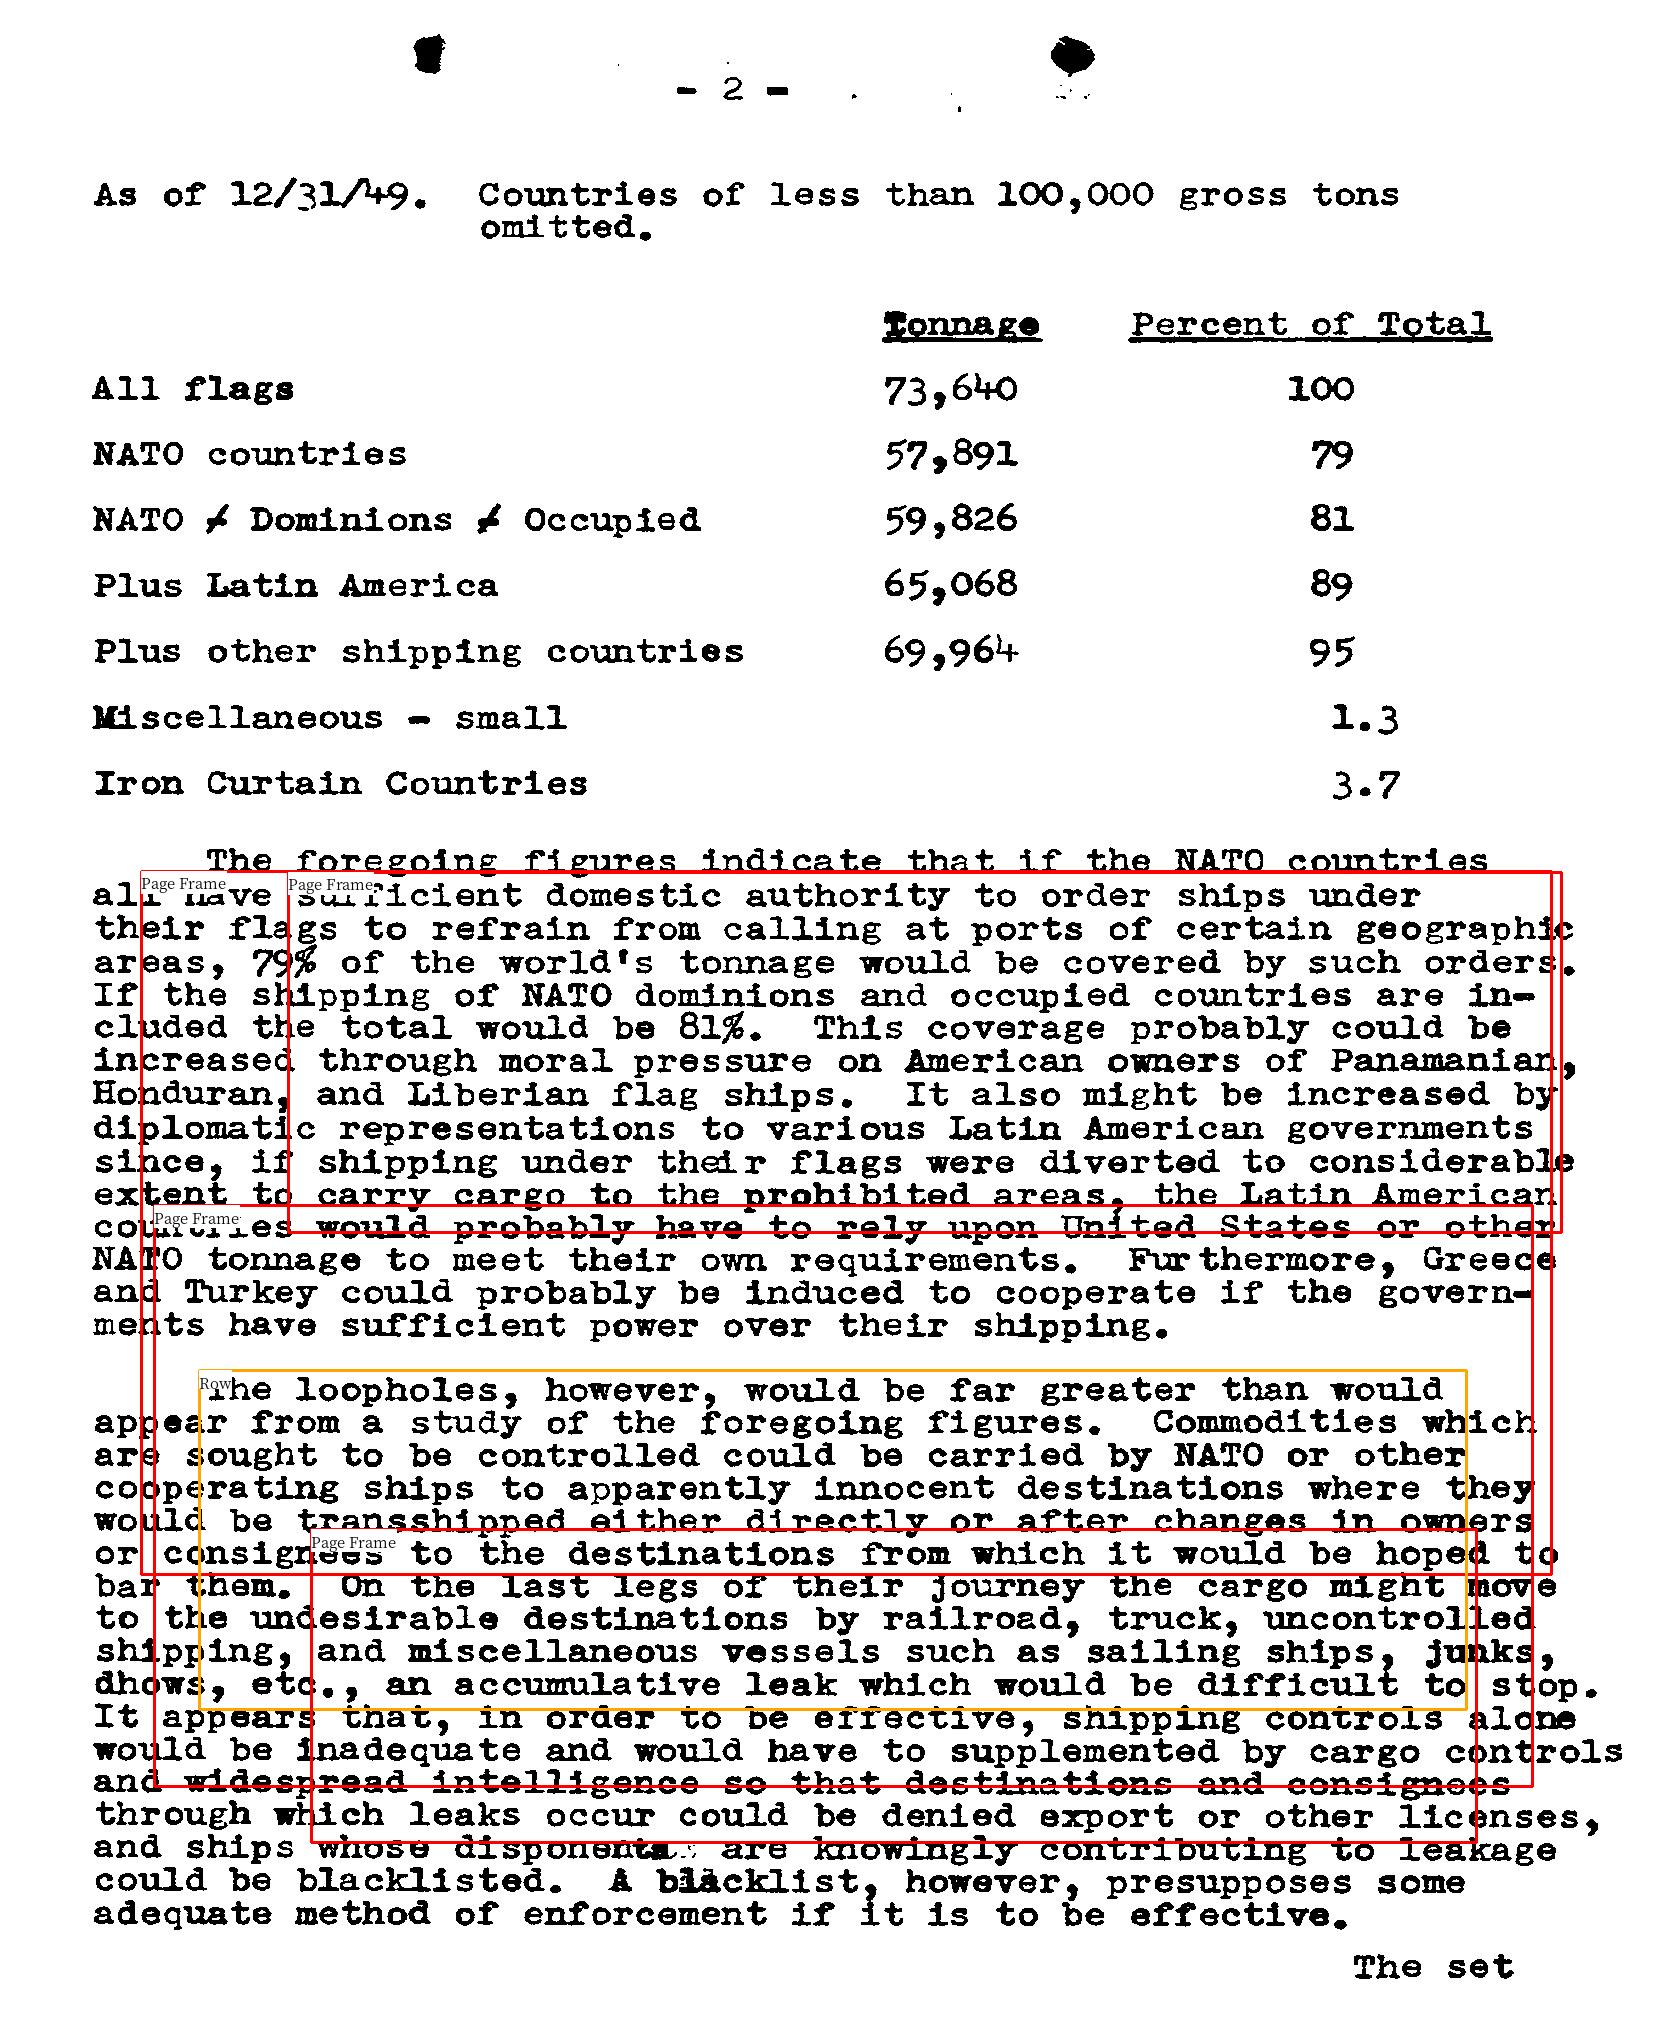 - 2 -
As of 12/31/49. Countries of less than 100,000 gross tons
omitted.
Tonnage Percent of Total
All flags 73,640 100
NATO countries 57,891 79
NATO ≠ Dominions ≠ Occupied 59,826 81
Plus Latin America 65,068 89
Plus other shipping countries 69,964 95
Miscellaneous - small 1.3
Iron Curtain Countries 3.7
The foregoing figures indicate that if the NATO countries
Page Frame Page Frame
all have sufficient domestic authority to order ships under
their flags to refrain from calling at ports of certain geographic
areas, 79% of the world's tonnage would be covered by such orders.
If the shipping of NATO dominions and occupied countries are in-
cluded the total would be 81%. This coverage probably could be
increased through moral pressure on American owners of Panamanian,
Honduran, and Liberian flag ships. It also might be increased by
diplomatic representations to various Latin American governments
since, if shipping under their flags were diverted to considerable
extent to carry cargo to the prohibited areas, the Latin American
Page Frame
countries would probably have to rely upon United States or other
NATO tonnage to meet their own requirements. Furthermore, Greece
and Turkey could probably be induced to cooperate if the govern-
ments have sufficient power over their shipping.
Row
The loopholes, however, would be far greater than would
appear from a study of the foregoing figures. Commodities which
are sought to be controlled could be carried by NATO or other
cooperating ships to apparently innocent destinations where they
would be transshipped either directly or after changes in owners
Page Frame
or consignees to the destinations from which it would be hoped to
bar them. On the last legs of their journey the cargo might move
to the undesirable destinations by railroad, truck, uncontrolled
shipping, and miscellaneous vessels such as sailing ships, junks,
dhows, etc., an accumulative leak which would be difficult to stop.
It appears that, in order to be effective, shipping controls alone
would be inadequate and would have to supplemented by cargo controls
and widespread intelligence so that destinations and consignees
through which leaks occur could be denied export or other licenses,
and ships whose disponents are knowingly contributing to leakage
could be blacklisted. A blacklist, however, presupposes some
adequate method of enforcement if it is to be effective.
The set